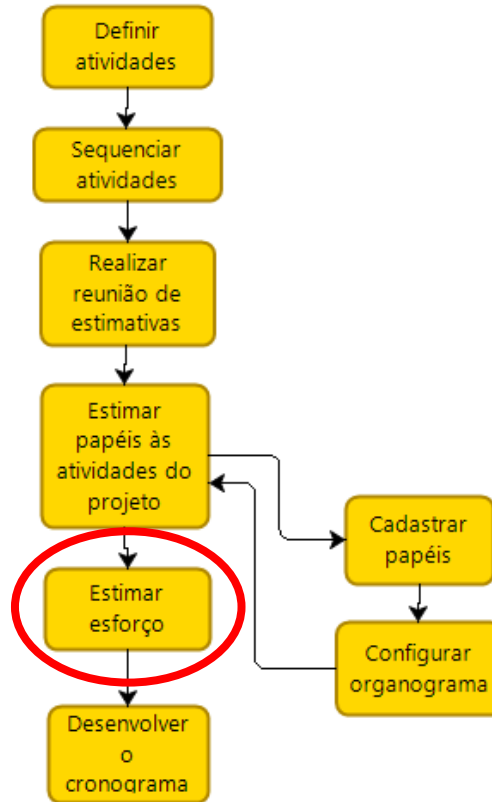 Definir
atividades
Sequenciar
atividades
Realizar
reunião de
estimativas
Estimar
papéis às
atividades do
projeto
Cadastrar
papéis
Estimar
esforço
Configurar
organograma
Desenvolver
o
cronograma